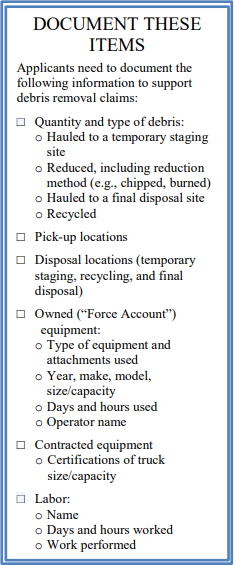 DOCUMENT THESE
ITEMS
Applicants need to document the
following information to support
debris removal claims:
□ Quantity and type of debris:
o Hauled to a temporary staging
site
o Reduced, including reduction
method (e.g., chipped, burned)
o Hauled to a final disposal site
o Recycled
□ Pick-up locations
□ Disposal locations (temporary
staging, recycling, and final
disposal)
□ Owned (“Force Account”)
equipment:
o Type of equipment and
attachments used
o Year, make, model,
size/capacity
o Days and hours used
o Operator name
□ Contracted equipment
o Certifications of truck
size/capacity
□ Labor:
o Name
o Days and hours worked
o Work performed